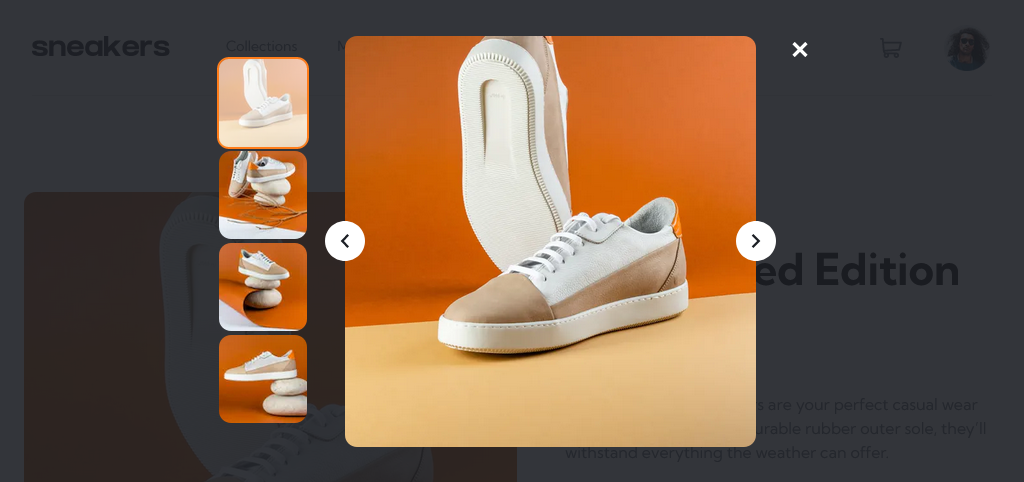 sneakers
Collections
ed Edition
s are your perfect casual wear
urable rubber outer sole, they'll
withstand everything the weather can offer.